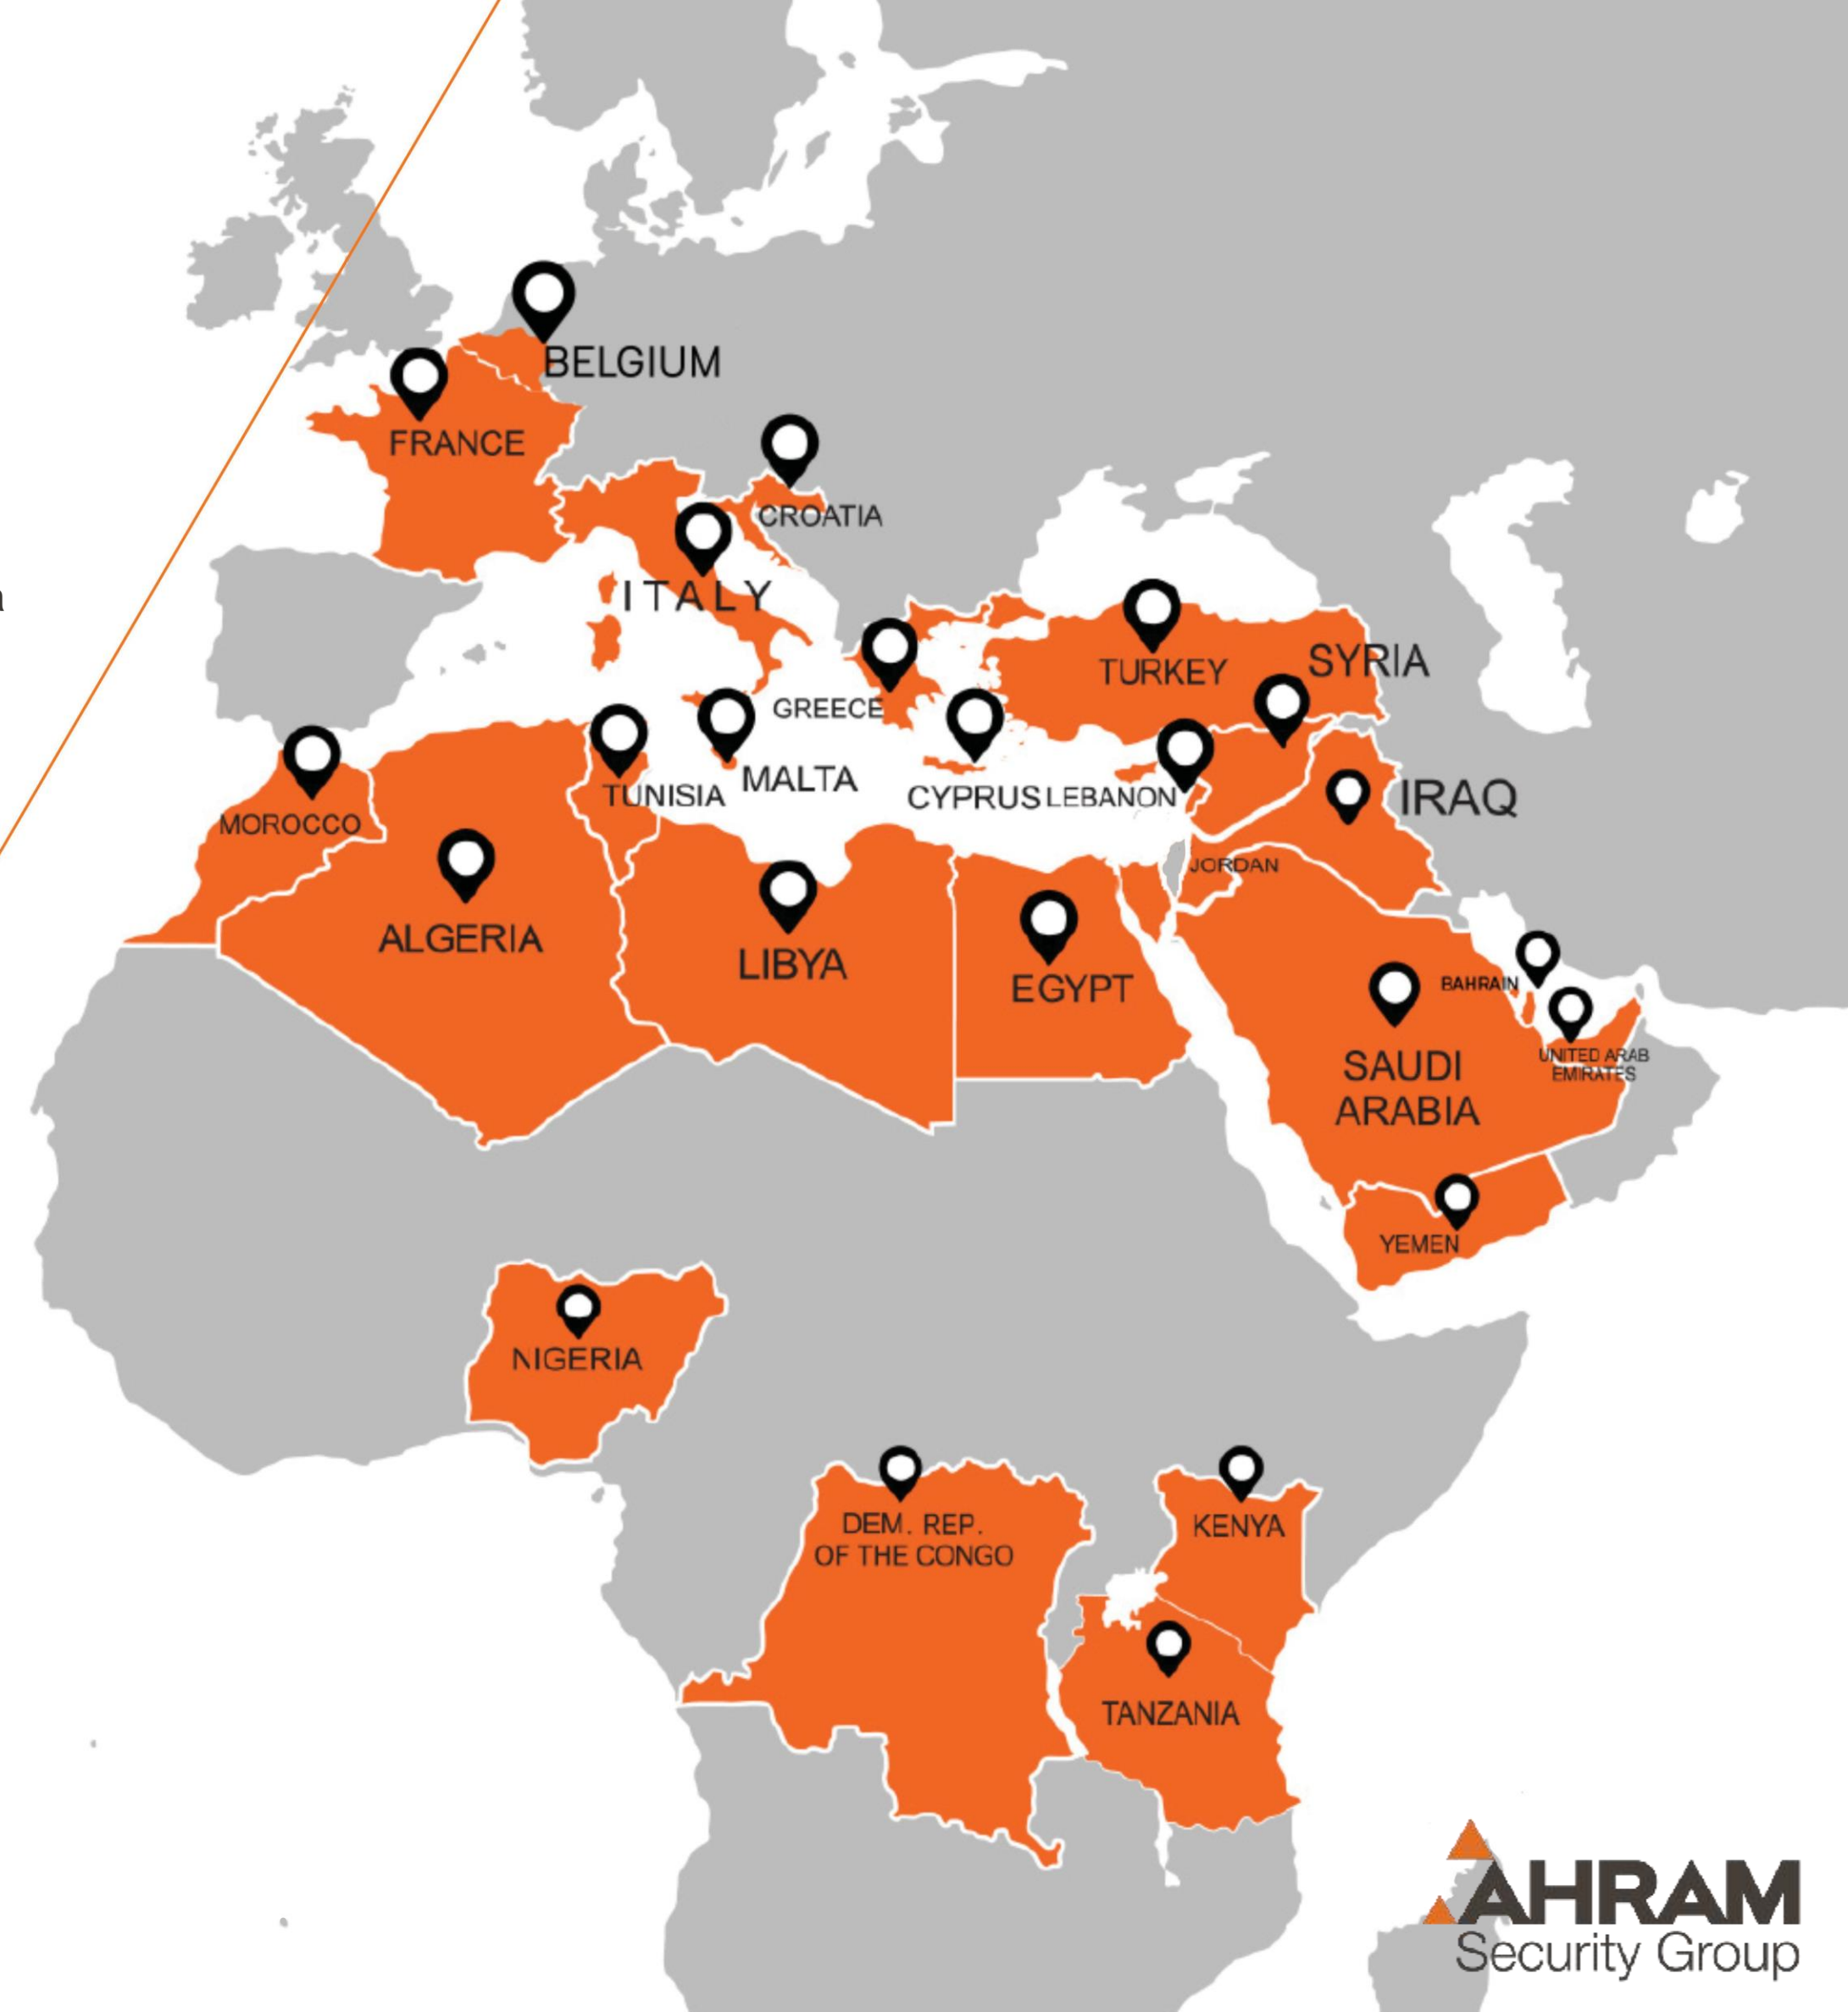 BELGIUM
FRANCE
CROATIA
ITALY
TURKEY
SYRIA
GREECE
MALTA
TUNISIA
CYPRUS
LEBANON
IRAQ
MOROCCO
JORDAN
ALGERIA
LIBYA
EGYPT
BAHRAIN
SAUDI
ARABIA
UNITED ARAB
EMIRATES
YEMEN
NIGERIA
DEM. REP.
OF THE CONGO
KENYA
TANZANIA
AHRAM
Security Group